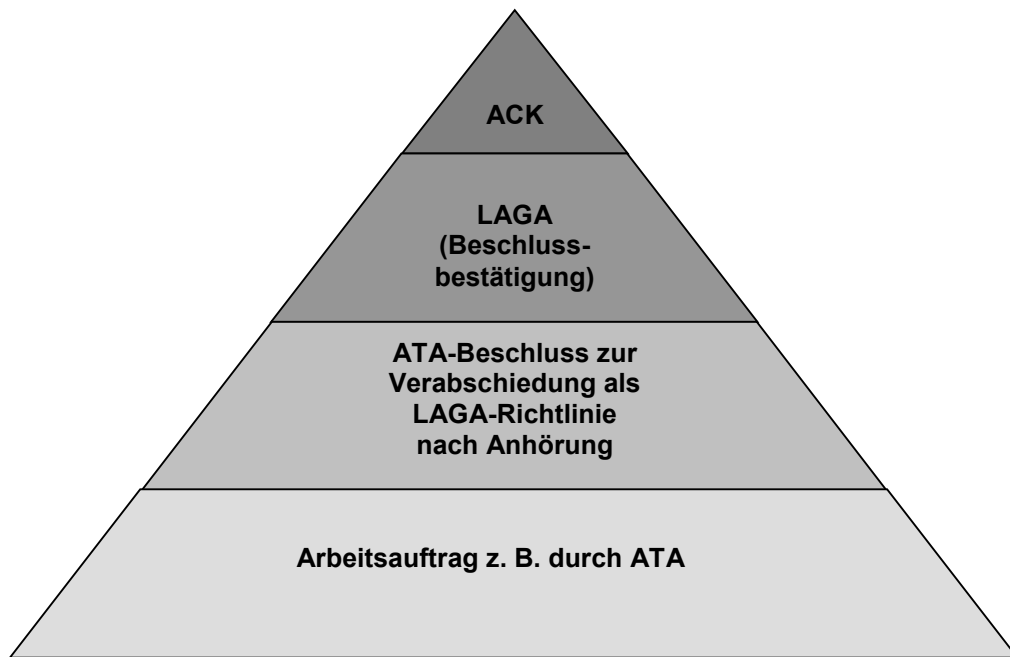 ACK
LAGA
(Beschluss-
bestätigung)
ATA-Beschluss zur
Verabschiedung als
LAGA-Richtlinie
nach Anhörung
Arbeitsauftrag z. B. durch ATA